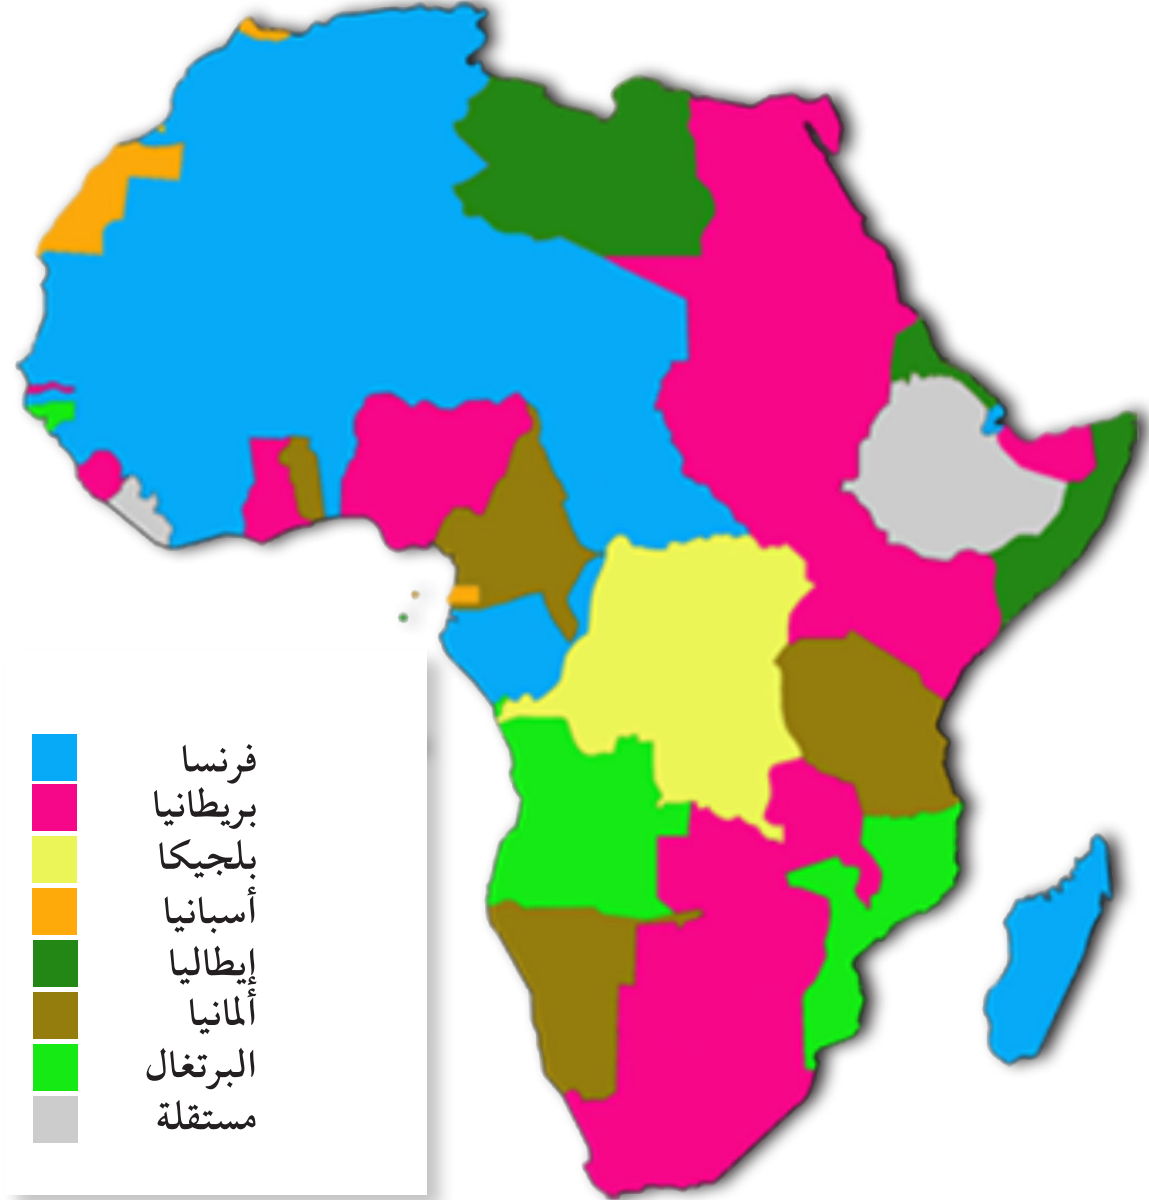 فرنسا
بريطانيا
بلجيكا
أسبانيا
إيطاليا
ألمانيا
البرتغال
مستقلة